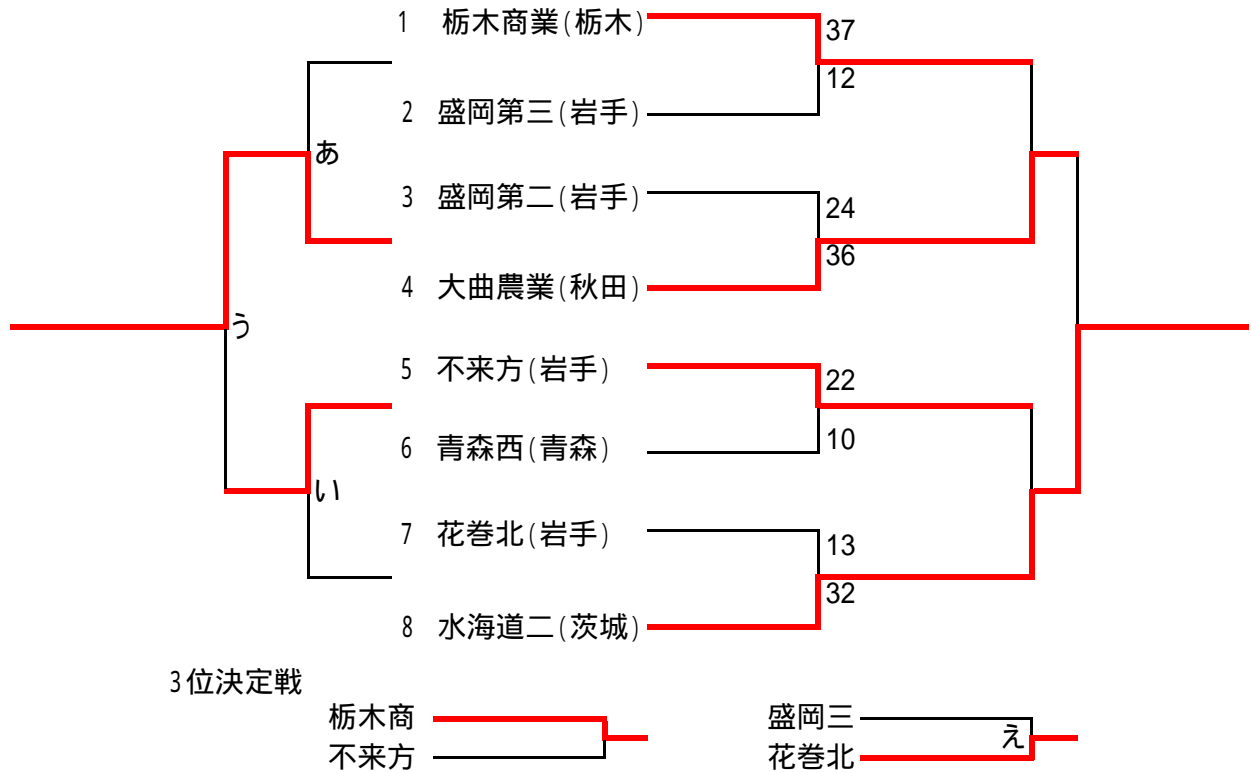 1 栃木商業(栃木)
37
12
2 盛岡第三(岩手)
あ
3 盛岡第二(岩手)
24
36
4 大曲農業(秋田)
う
5 不来方(岩手)
22
10
6 青森西(青森)
い
7 花巻北(岩手)
13
32
8 水海道二(茨城)
3位決定戦
栃木商
不来方
盛岡三
え
花巻北